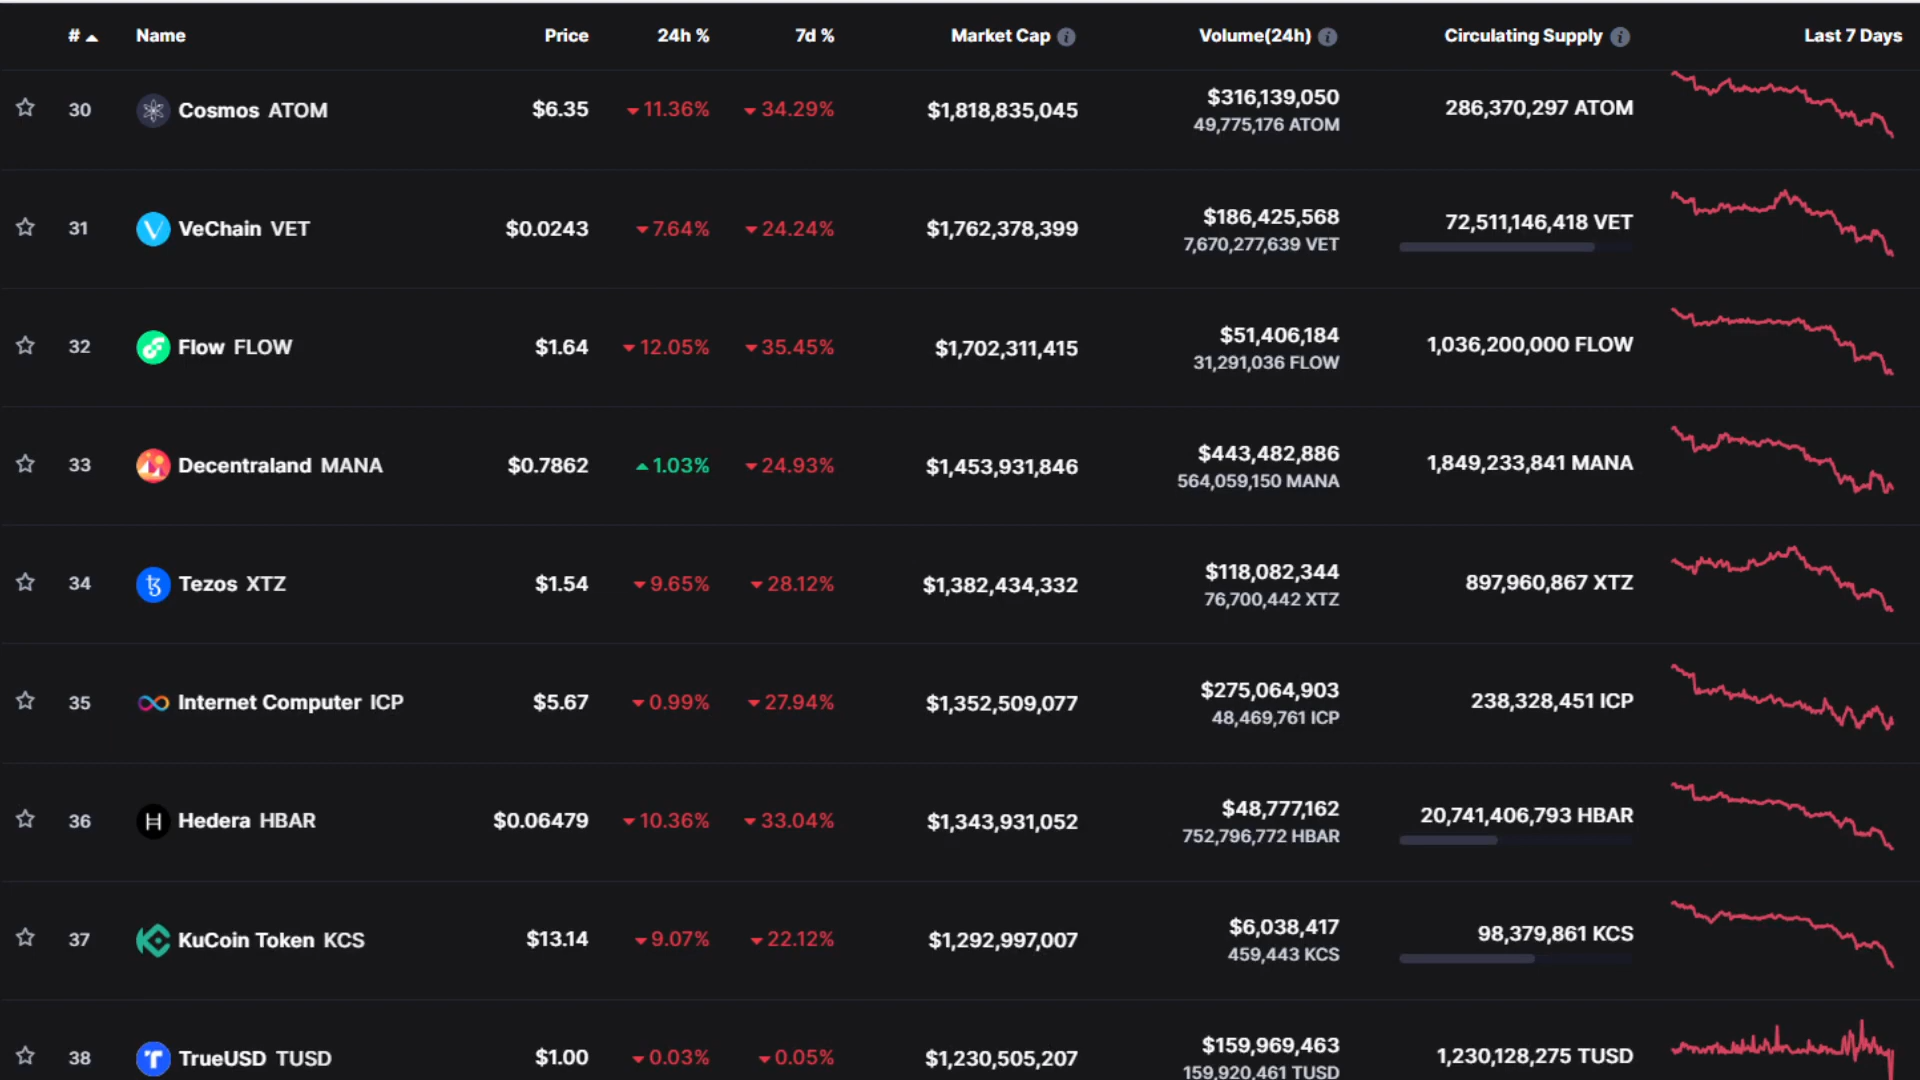 # Name Price 24h % 7d % Market Cap Volume(24h) Circulating Supply Last 7 Days
30 Cosmos ATOM $6.35 11.36% 34.29% $1,818,835,045 $316,139,050 286,370,297 ATOM
49,775,176 ATOM
31 VeChain VET $0.0243 7.64% 24.24% $1,762,378,399 $186,425,568 72,511,146,418 VET
7,670,277,639 VET
32 Flow FLOW $1.64 12.05% 35.45% $1,702,311,415 $51,406,184 1,036,200,000 FLOW
31,291,036 FLOW
33 Decentraland MANA $0.7862 1.03% 24.93% $1,453,931,846 $443,482,886 1,849,233,841 MANA
564,059,150 MANA
34 Tezos XTZ $1.54 9.65% 28.12% $1,382,434,332 $118,082,344 897,960,867 XTZ
76,700,442 XTZ
35 Internet Computer ICP $5.67 0.99% 27.94% $1,352,509,077 $275,064,903 238,328,451 ICP
48,469,761 ICP
36 Hedera HBAR $0.06479 10.36% 33.04% $1,343,931,052 $48,777,162 20,741,406,793 HBAR
752,796,772 HBAR
37 KuCoin Token KCS $13.14 9.07% 22.12% $1,292,997,007 $6,038,417 98,379,861 KCS
459,443 KCS
38 TrueUSD TUSD $1.00 0.03% 0.05% $1,230,505,207 $159,969,463 1,230,128,275 TUSD
159,920,461 TUSD